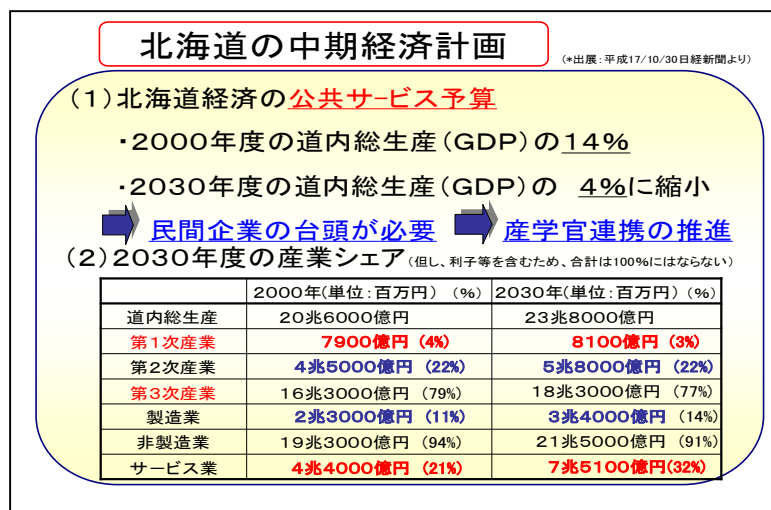 北海道の中期経済計画
(*出展:平成17/10/30日経新聞より)
(1)北海道経済の公共サービス予算
・2000年度の道内総生産(GDP)の14%
・2030年度の道内総生産(GDP)の 4%に縮小
民間企業の台頭が必要 産学官連携の推進
(2)2030年度の産業シェア(但し、利子等を含むため、合計は100%にはならない)
2000年(単位:百万円) (%) 2030年(単位:百万円) (%)
道内総生産 20兆6000億円 23兆8000億円
第1次産業 7900億円 (4%) 8100億円 (3%)
第2次産業 4兆5000億円 (22%) 5兆8000億円 (22%)
第3次産業 16兆3000億円 (79%) 18兆3000億円 (77%)
製造業 2兆3000億円 (11%) 3兆4000億円 (14%)
非製造業 19兆3000億円 (94%) 21兆5000億円 (91%)
サービス業 4兆4000億円 (21%) 7兆5100億円(32%)